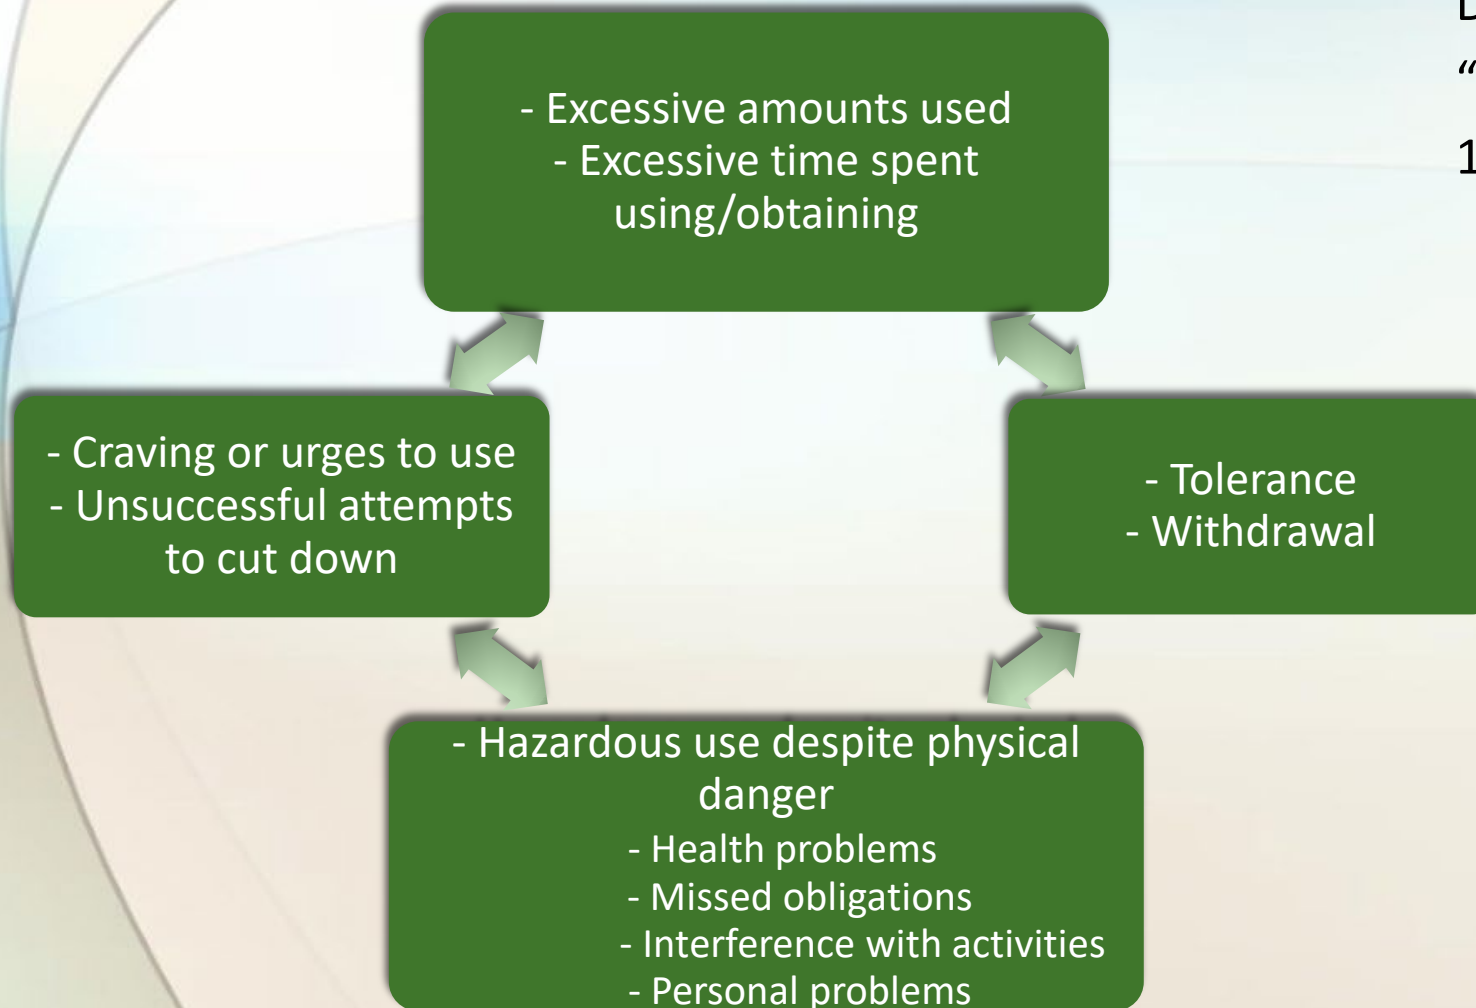 - Excessive amounts used
- Excessive time spent
using/obtaining
- Craving or urges to use
- Unsuccessful attempts
to cut down
- Tolerance
- Withdrawal
- Hazardous use despite physical
danger
- Health problems
- Missed obligations
- Interference with activities
- Personal problems
“
1